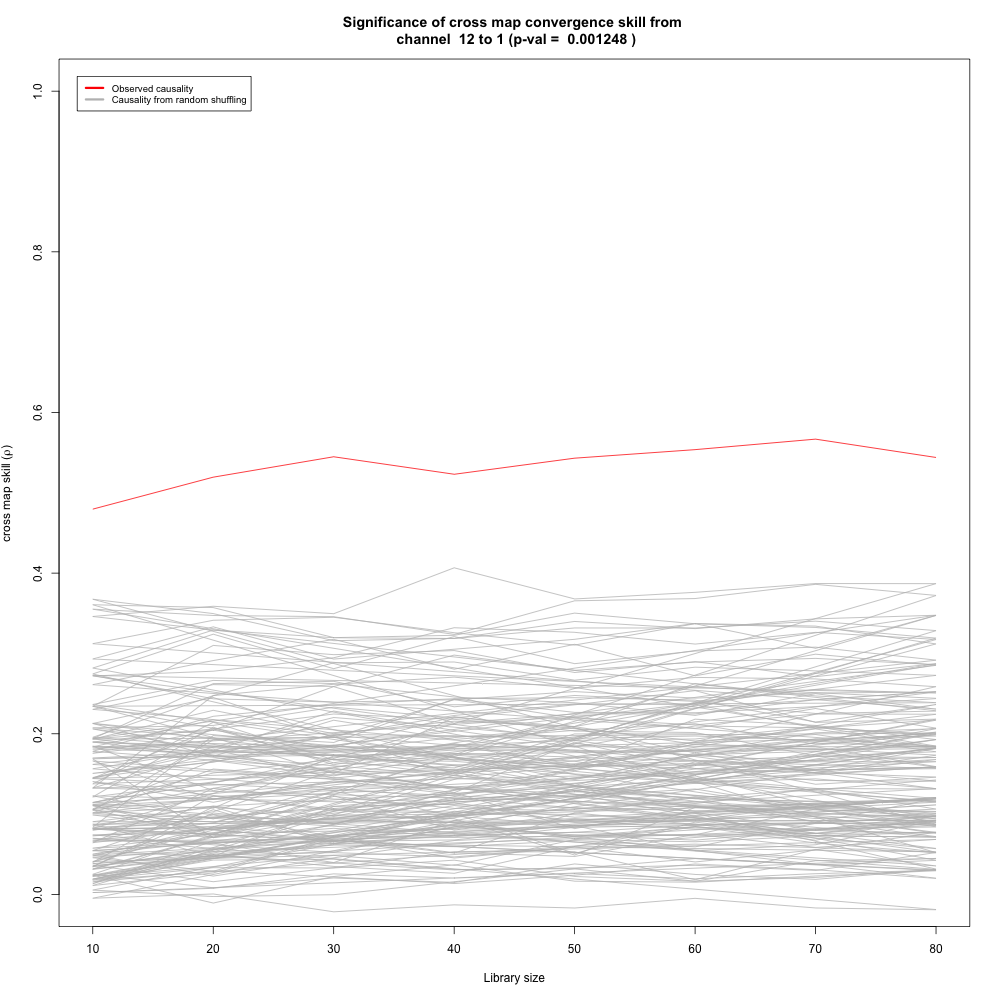 Significance of cross map convergence skill from
channel  12 to 1 (p-val =  0.001248 )
Observed causality
Causality from random shuffling
cross map skill (ρ)
1.0
0.8
0.6
0.4
0.2
0.0
10 20 30 40 50 60 70 80
Library size